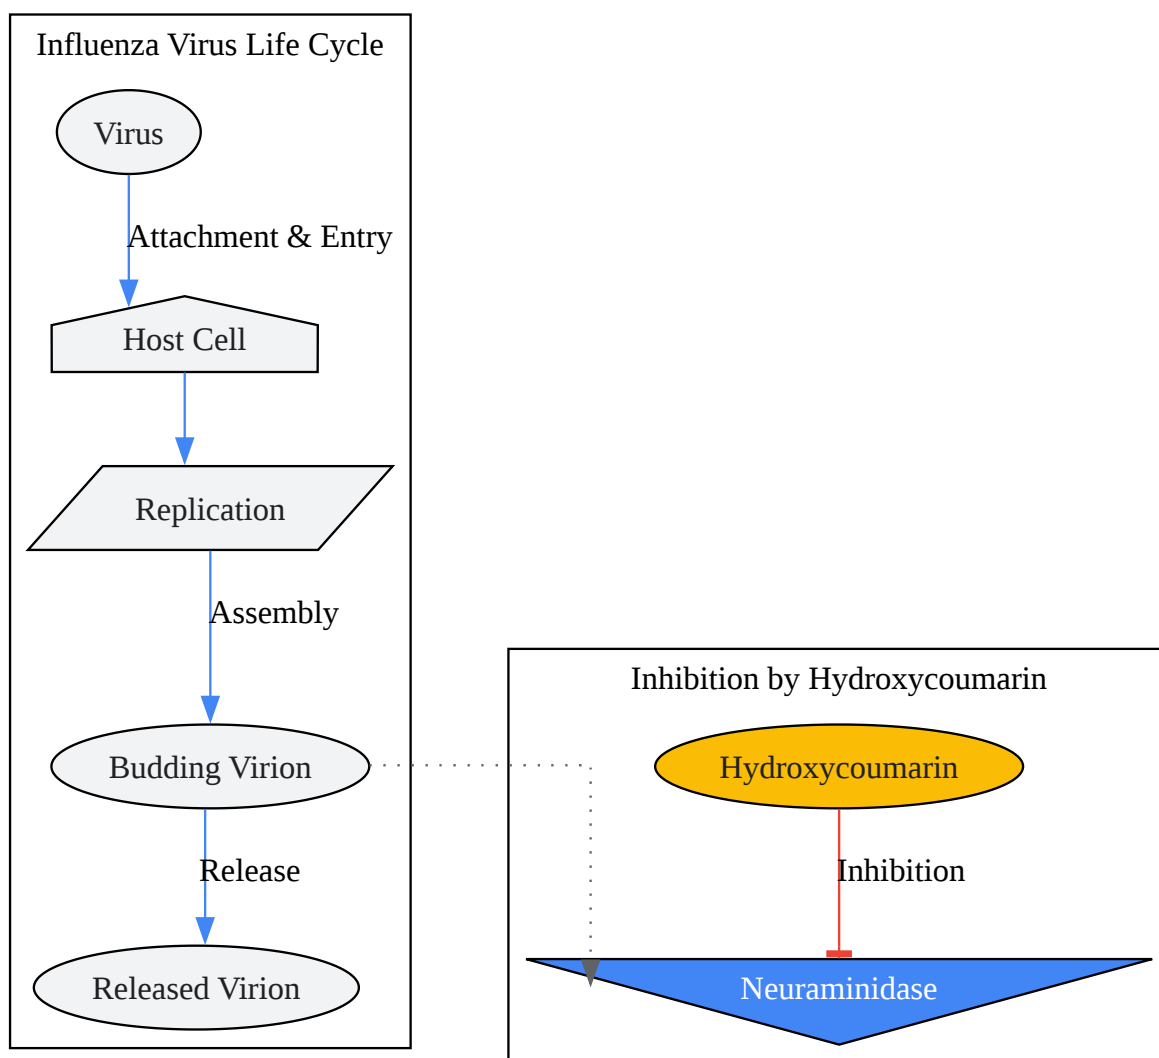 Influenza Virus Life Cycle
Virus
Attachment & Entry
Host Cell
Replication
Assembly
Budding Virion
Release
Released Virion
Inhibition by Hydroxycoumarin
Hydroxycoumarin
Inhibition
Neuraminidase